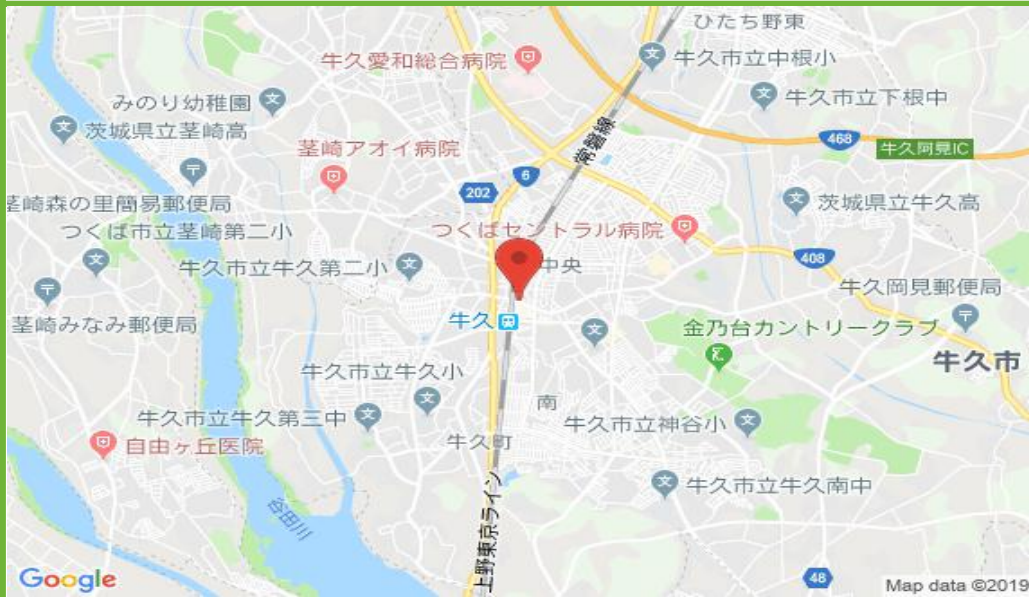 ひたち野東
牛久愛和総合病院
牛久市立中根小
みのり幼稚園
牛久市立下根中
茨城県立茎崎高
常磐線
468
牛久阿見IC
茎崎アオイ病院
6
202
茎崎森の里簡易郵便局
茨城県立牛久高
つくば市立茎崎第二小
つくばセントラル病院
408
牛久市立牛久第二小
中央
牛久岡見郵便局
茎崎みなみ郵便局
牛久
金乃台カントリークラブ
牛久市
牛久市立牛久小
南
牛久市立牛久第三中
牛久市立神谷小
牛久町
自由ヶ丘医院
牛久市立牛久南中
谷田川
上野東京ライン
48
Google
Map data ©2019